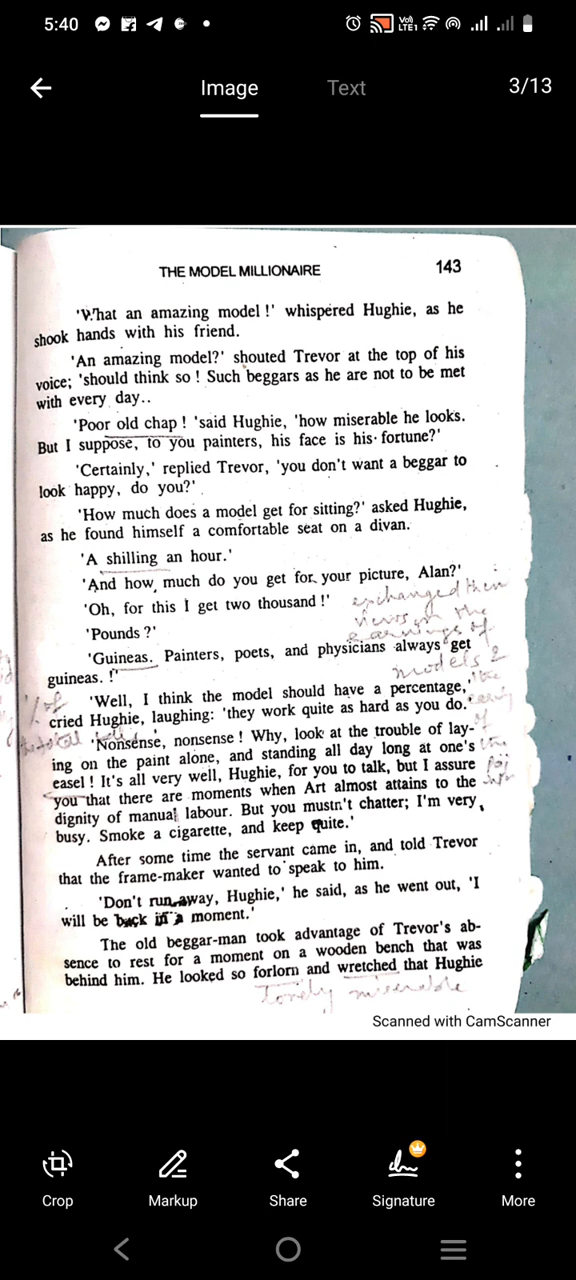 5:40
Vo)
LTE1
Image
Text
3/13
THE MODEL MILLIONAIRE
143
'What an amazing model !' whispered Hughie, as he
shook hands with his friend.
'An amazing model?' shouted Trevor at the top of his
voice; 'should think so ! Such beggars as he are not to be met
with every day..
'Poor old chap ! 'said Hughie, 'how miserable he looks.
But I suppose, to you painters, his face is his fortune?'
'Certainly,' replied Trevor, 'you don't want a beggar to
look happy, do you?'
'How much does a model get for sitting?' asked Hughie,
as he found himself a comfortable seat on a divan.
'A shilling an hour.'
'And how much do you get for your picture, Alan?'
'Oh, for this I get two thousand !'
exchanged their
views on the
earnings of
models &
'Pounds ?'
'Guineas. Painters, poets, and physicians always get
guineas. !'
'Well, I think the model should have a percentage,'
cried Hughie, laughing: 'they work quite as hard as you do.'
'Nonsense, nonsense ! Why, look at the trouble of lay-
ing on the paint alone, and standing all day long at one's
easel ! It's all very well, Hughie, for you to talk, but I assure
you that there are moments when Art almost attains to the
dignity of manual labour. But you mustn't chatter; I'm very
busy. Smoke a cigarette, and keep quite.'
After some time the servant came in, and told Trevor
that the frame-maker wanted to speak to him.
'Don't run away, Hughie,' he said, as he went out, 'I
will be back in a moment.'
The old beggar-man took advantage of Trevor's ab-
sence to rest for a moment on a wooden bench that was
behind him. He looked so forlorn and wretched that Hughie
lonely miserable
Scanned with CamScanner
Crop
Markup
Share
Signature
More